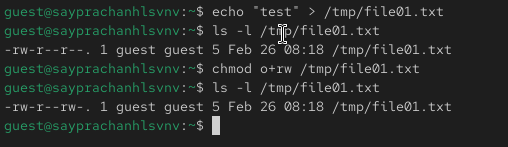 guest@sayprachanhlsvnv:~$ echo "test" > /tmp/file01.txt
guest@sayprachanhlsvnv:~$ ls -l /tmp/file01.txt
-rw-r--r--. 1 guest guest 5 Feb 26 08:18 /tmp/file01.txt
guest@sayprachanhlsvnv:~$ chmod o+rw /tmp/file01.txt
guest@sayprachanhlsvnv:~$ ls -l /tmp/file01.txt
-rw-r--rw-. 1 guest guest 5 Feb 26 08:18 /tmp/file01.txt
guest@sayprachanhlsvnv:~$